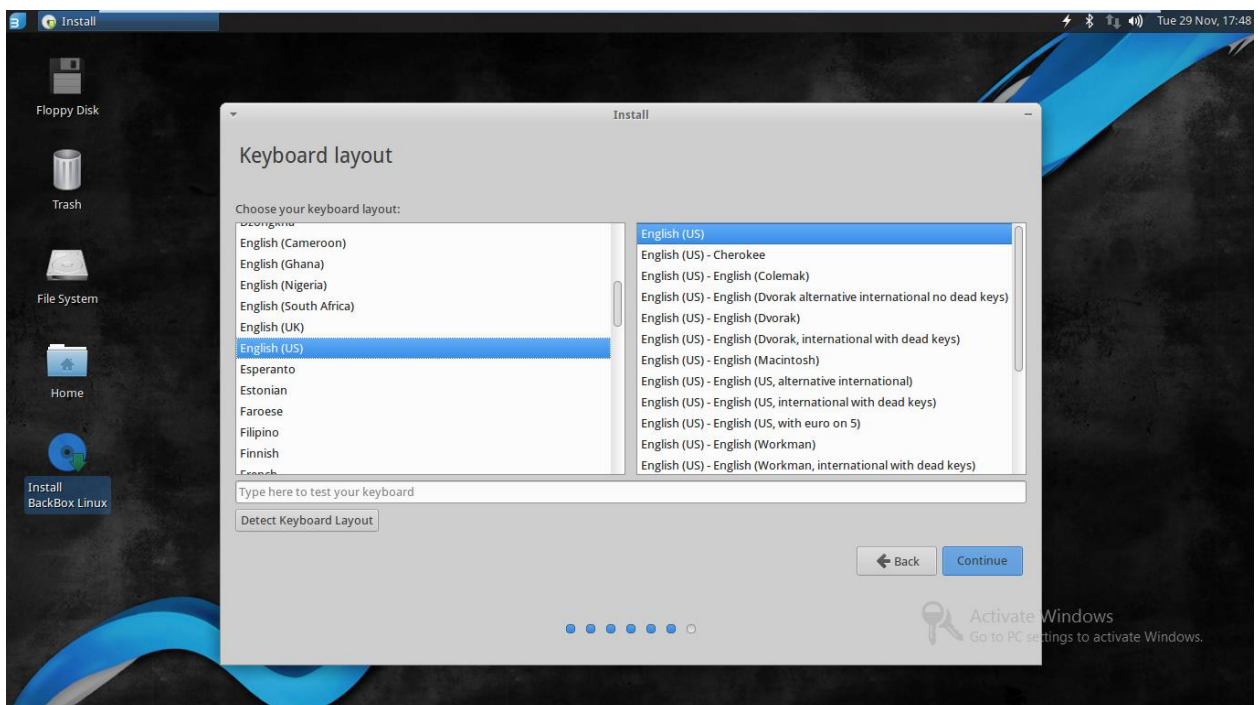 Install
Tue 29 Nov, 17:48
Floppy Disk
Trash
File System
Home
Install
BackBox Linux
Install
Keyboard layout
Choose your keyboard layout:
Dzongkha
English (Cameroon)
English (Ghana)
English (Nigeria)
English (South Africa)
English (UK)
English (US)
Esperanto
Estonian
Faroese
Filipino
Finnish
French
English (US)
English (US) - Cherokee
English (US) - English (Colemak)
English (US) - English (Dvorak alternative international no dead keys)
English (US) - English (Dvorak)
English (US) - English (Dvorak, international with dead keys)
English (US) - English (Macintosh)
English (US) - English (US, alternative international)
English (US) - English (US, international with dead keys)
English (US) - English (US, with euro on 5)
English (US) - English (Workman)
English (US) - English (Workman, international with dead keys)
Type here to test your keyboard
Detect Keyboard Layout
Back
Continue
Activate Windows
Go to PC settings to activate Windows.